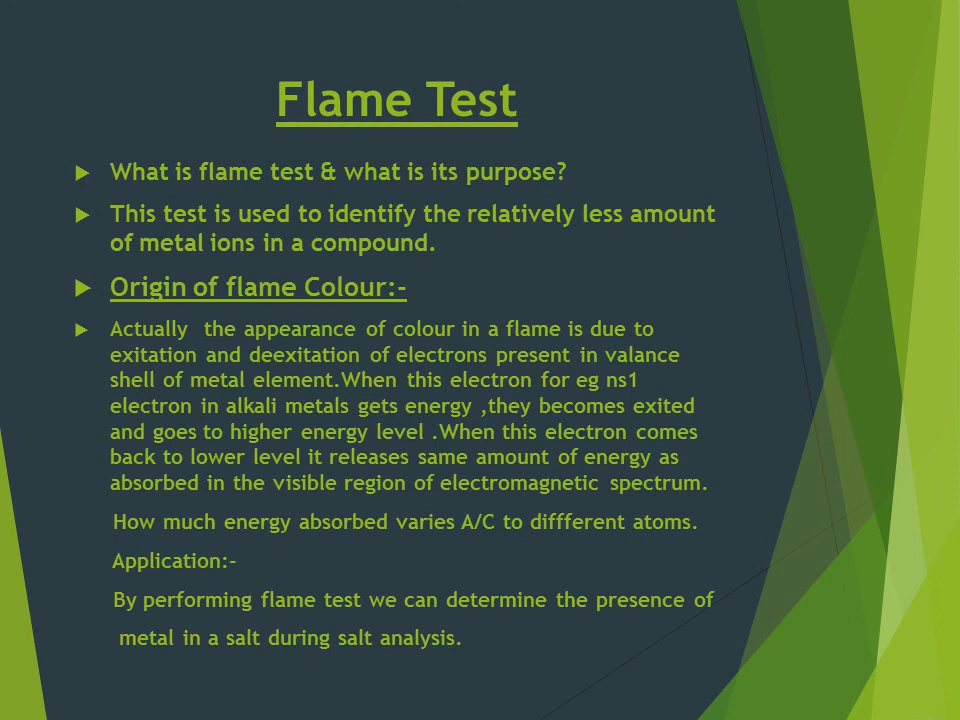 Flame Test
What is flame test & what is its purpose?
This test is used to identify the relatively less amount
of metal ions in a compound.
Origin of flame Colour:-
Actually the appearance of colour in a flame is due to
exitation and deexitation of electrons present in valance
shell of metal element.When this electron for eg ns1
electron in alkali metals gets energy ,they becomes exited
and goes to higher energy level .When this electron comes
back to lower level it releases same amount of energy as
absorbed in the visible region of electromagnetic spectrum.
How much energy absorbed varies A/C to diffferent atoms.
Application:-
By performing flame test we can determine the presence of
metal in a salt during salt analysis.